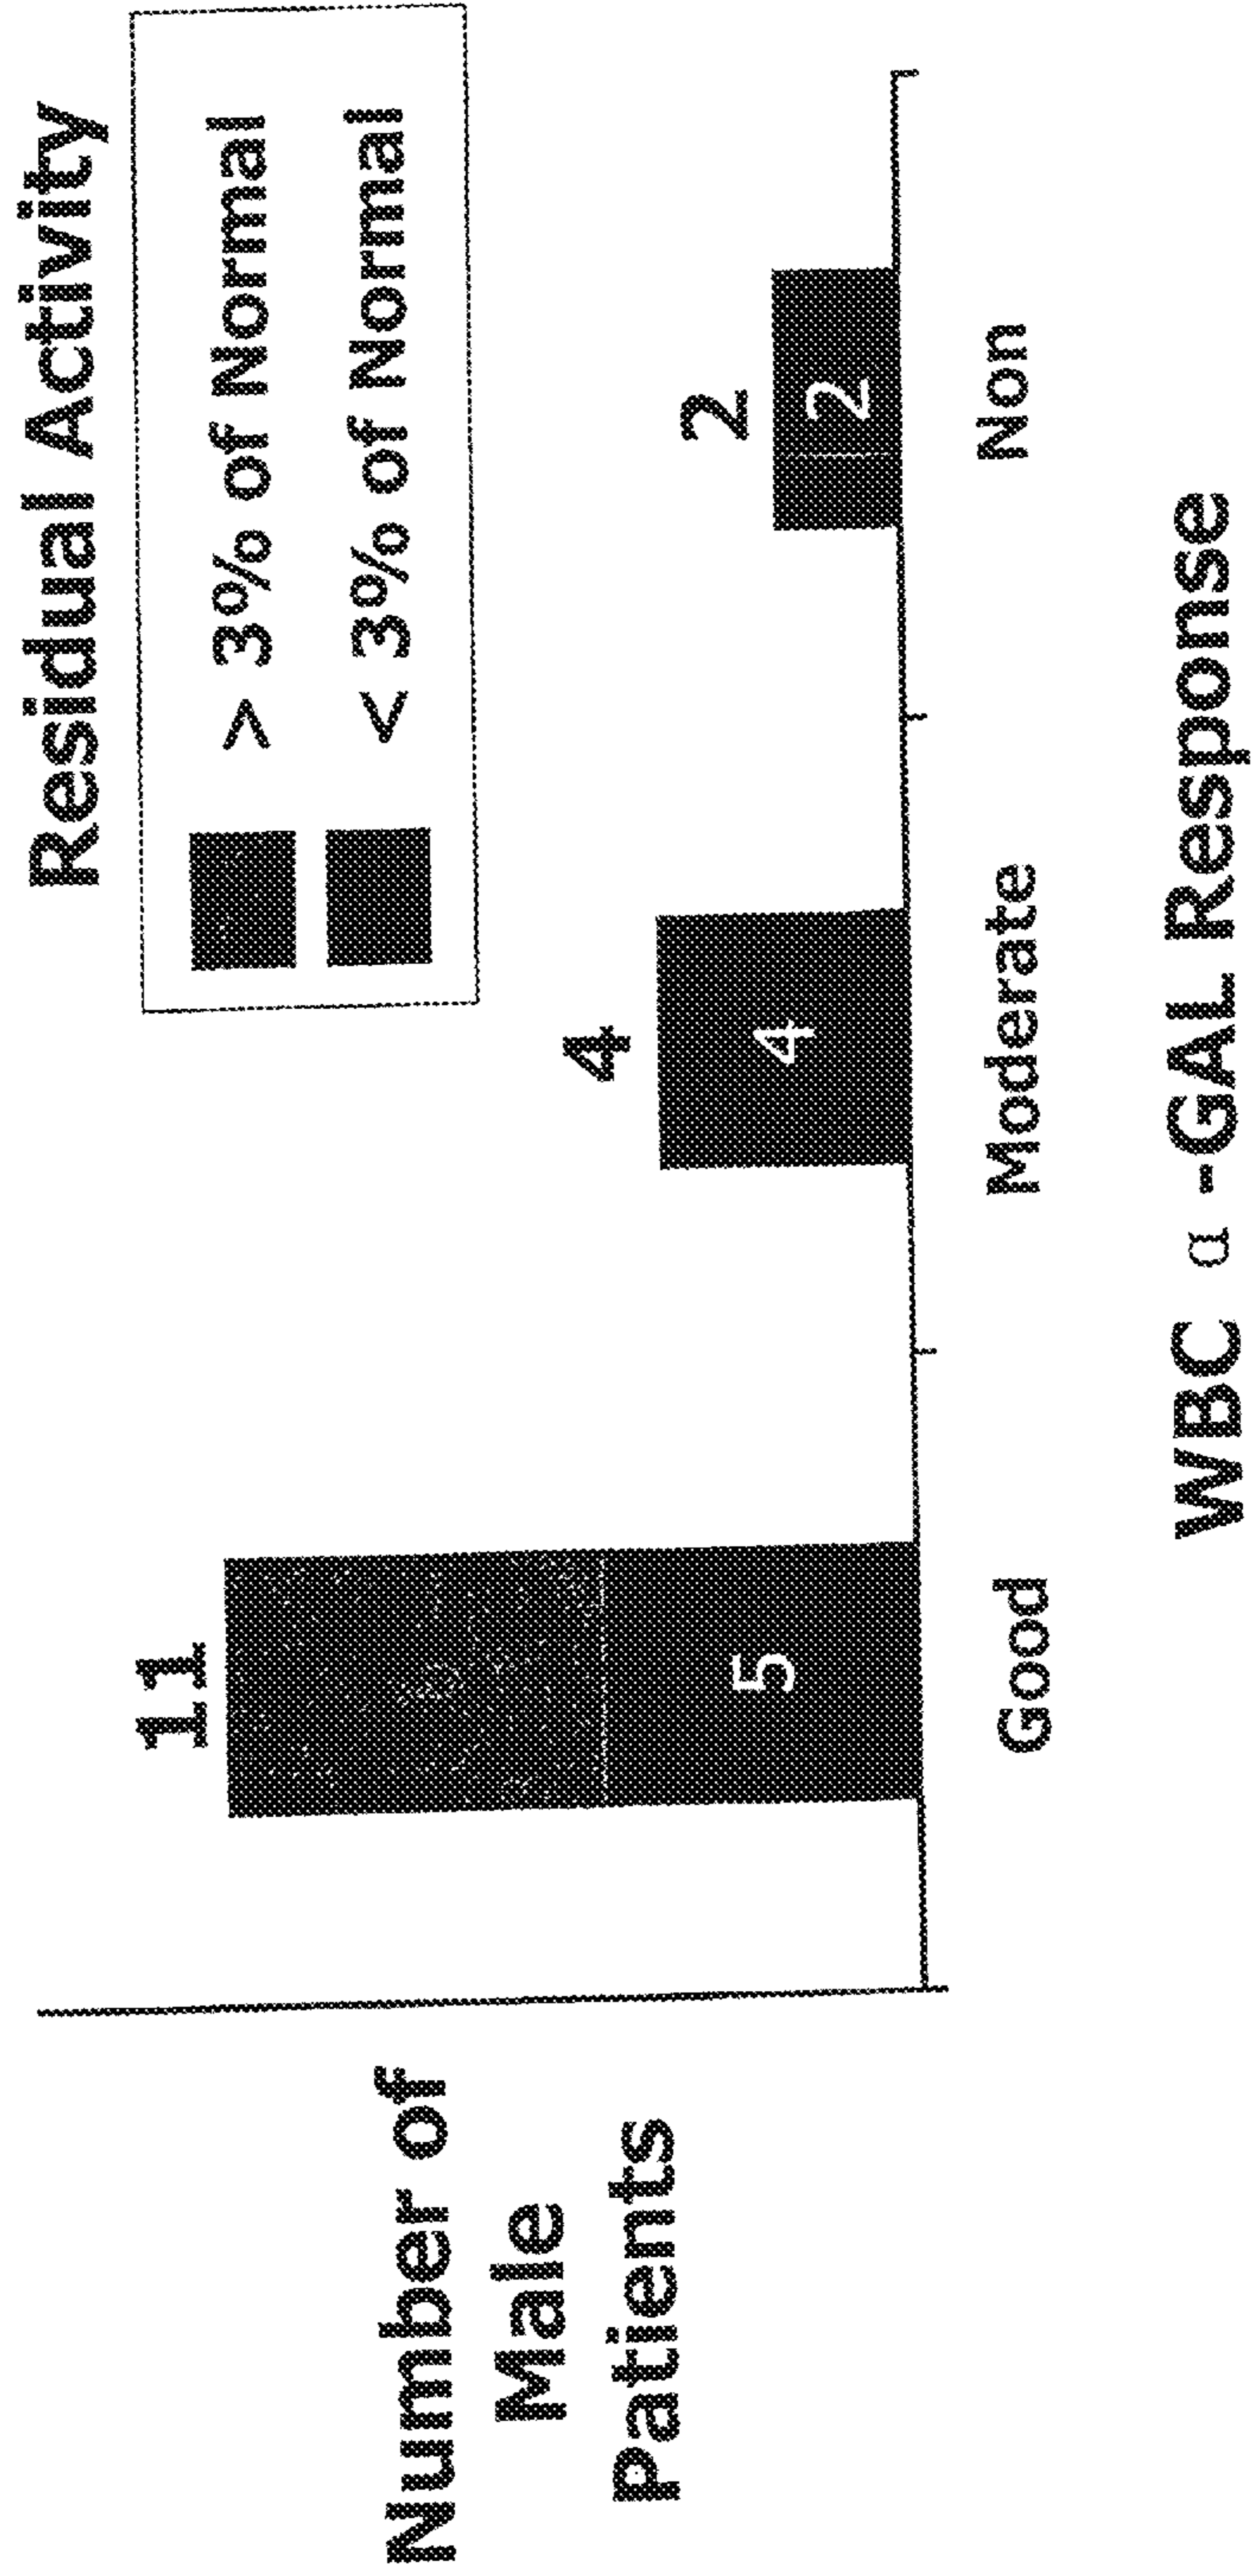 Residual Activity
> 3% of Normal
< 3% of Normal
Number of
Male
Patients
11
5
4
4
2
2
Good
Moderate
Non
WBC α -GAL Response